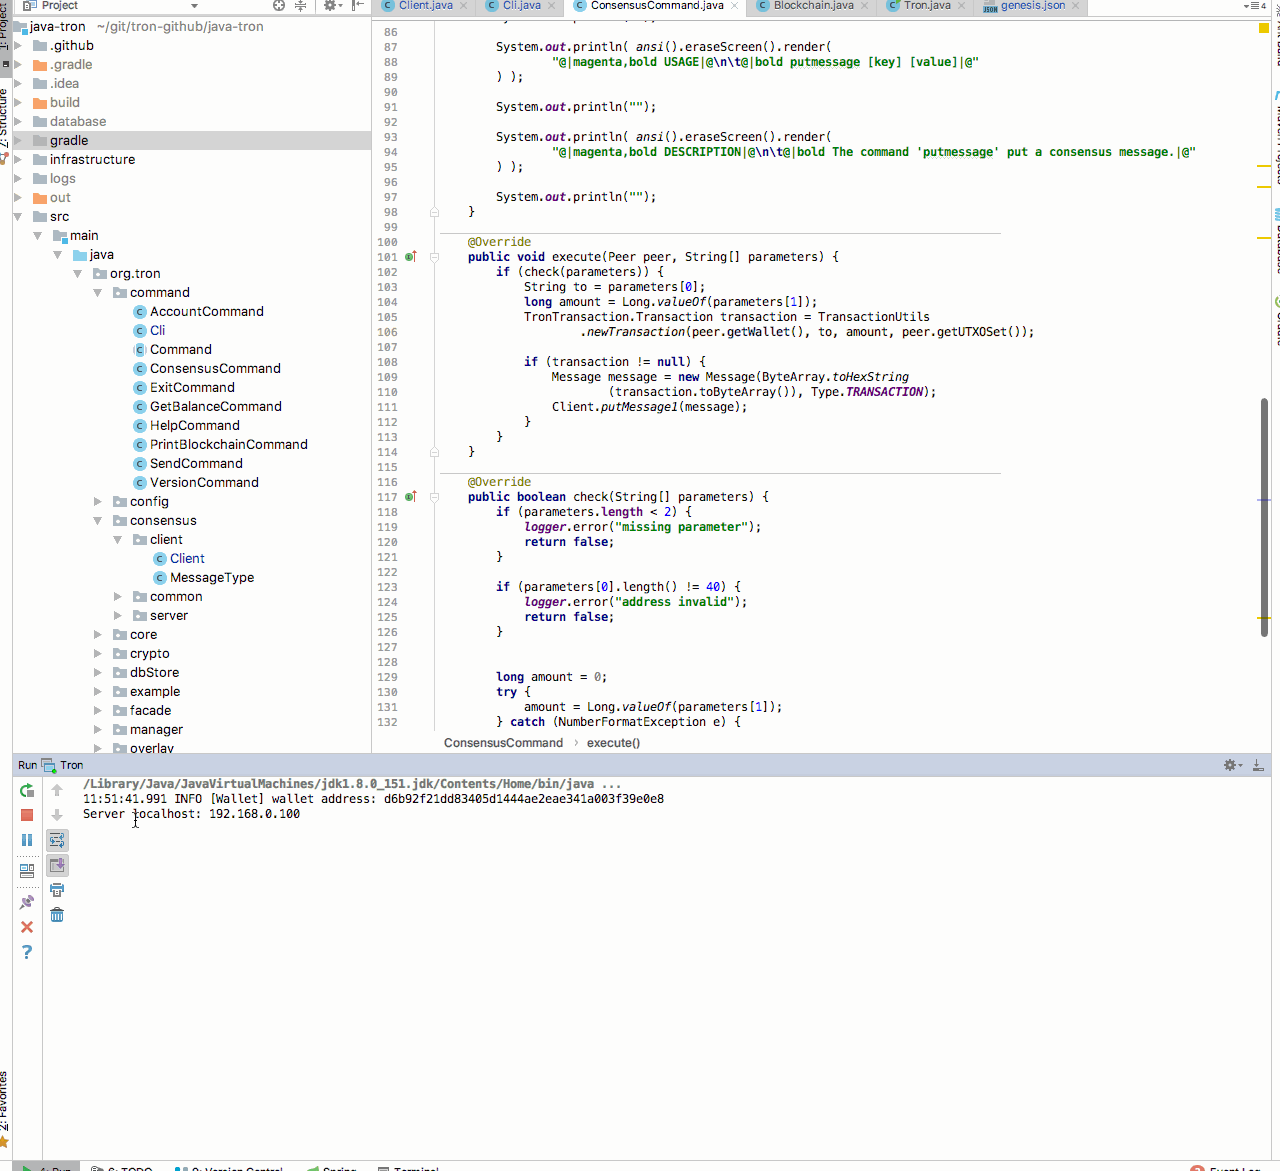 Project
Client.java
Cli.java
ConsensusCommand.java
Blockchain.java
Tron.java
genesis.json
4
1: Project
Z: Structure
java-tron ~/git/tron-github/java-tron
.github
.gradle
.idea
build
database
gradle
infrastructure
logs
out
src
main
java
org.tron
command
AccountCommand
Cli
Command
ConsensusCommand
ExitCommand
GetBalanceCommand
HelpCommand
PrintBlockchainCommand
SendCommand
VersionCommand
config
consensus
client
Client
MessageType
common
server
core
crypto
dbStore
example
facade
manager
overlay
86
87 System.out.println( ansi().eraseScreen().render(
88 "@|magenta,bold USAGE|@\n\t@|bold putmessage [key] [value]|@"
89 ) );
90
91 System.out.println("");
92
93 System.out.println( ansi().eraseScreen().render(
94 "@|magenta,bold DESCRIPTION|@\n\t@|bold The command 'putmessage' put a consensus message.|@"
95 ) );
96
97 System.out.println("");
98 }
99
100 @Override
101 public void execute(Peer peer, String[] parameters) {
102 if (check(parameters)) {
103 String to = parameters[0];
104 long amount = Long.valueOf(parameters[1]);
105 TronTransaction.Transaction transaction = TransactionUtils
106 .newTransaction(peer.getWallet(), to, amount, peer.getUTXOSet());
107
108 if (transaction != null) {
109 Message message = new Message(ByteArray.toHexString
110 (transaction.toByteArray()), Type.TRANSACTION);
111 Client.putMessage1(message);
112 }
113 }
114 }
115
116 @Override
117 public boolean check(String[] parameters) {
118 if (parameters.length < 2) {
119 logger.error("missing parameter");
120 return false;
121 }
122
123 if (parameters[0].length() != 40) {
124 logger.error("address invalid");
125 return false;
126 }
127
128
129 long amount = 0;
130 try {
131 amount = Long.valueOf(parameters[1]);
132 } catch (NumberFormatException e) {
ConsensusCommand › execute()
Run Tron
/Library/Java/JavaVirtualMachines/jdk1.8.0_151.jdk/Contents/Home/bin/java ...
11:51:41.991 INFO [Wallet] wallet address: d6b92f21dd83405d1444ae2eae341a003f39e0e8
Server localhost: 192.168.0.100
2: Favorites
4: Run
6: TODO
9: Version Control
Spring
Terminal
Event Log